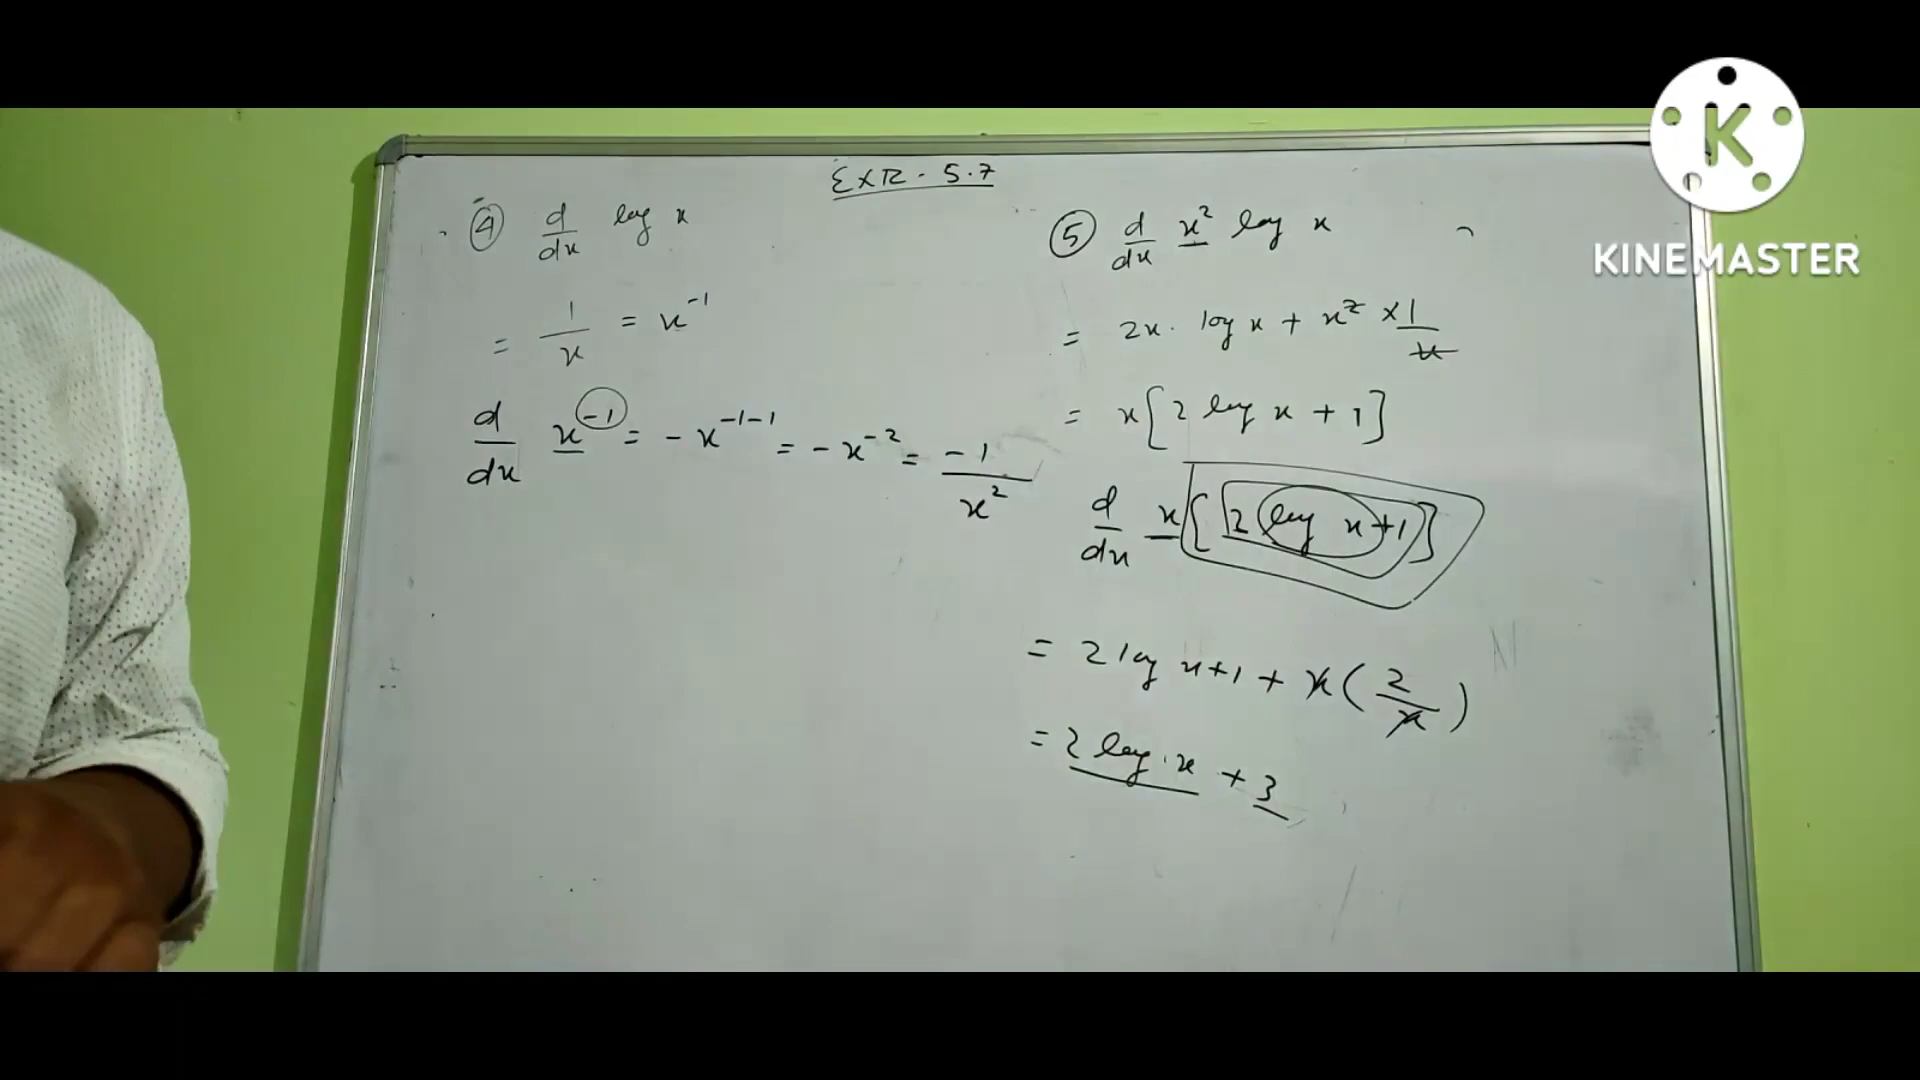 EXR - 5.7
④ d/dx log x
= 1/x = x⁻¹
d/dx x⁻¹ = -x⁻¹⁻¹ = -x⁻² = -1/x²
⑤ d/dx x² log x
= 2x. log x + x² × 1/x
= x[2 log x + 1]
d/dx x[2 log x + 1]
= 2 log x + 1 + x(2/x)
= 2 log x + 3
K
KINEMASTER